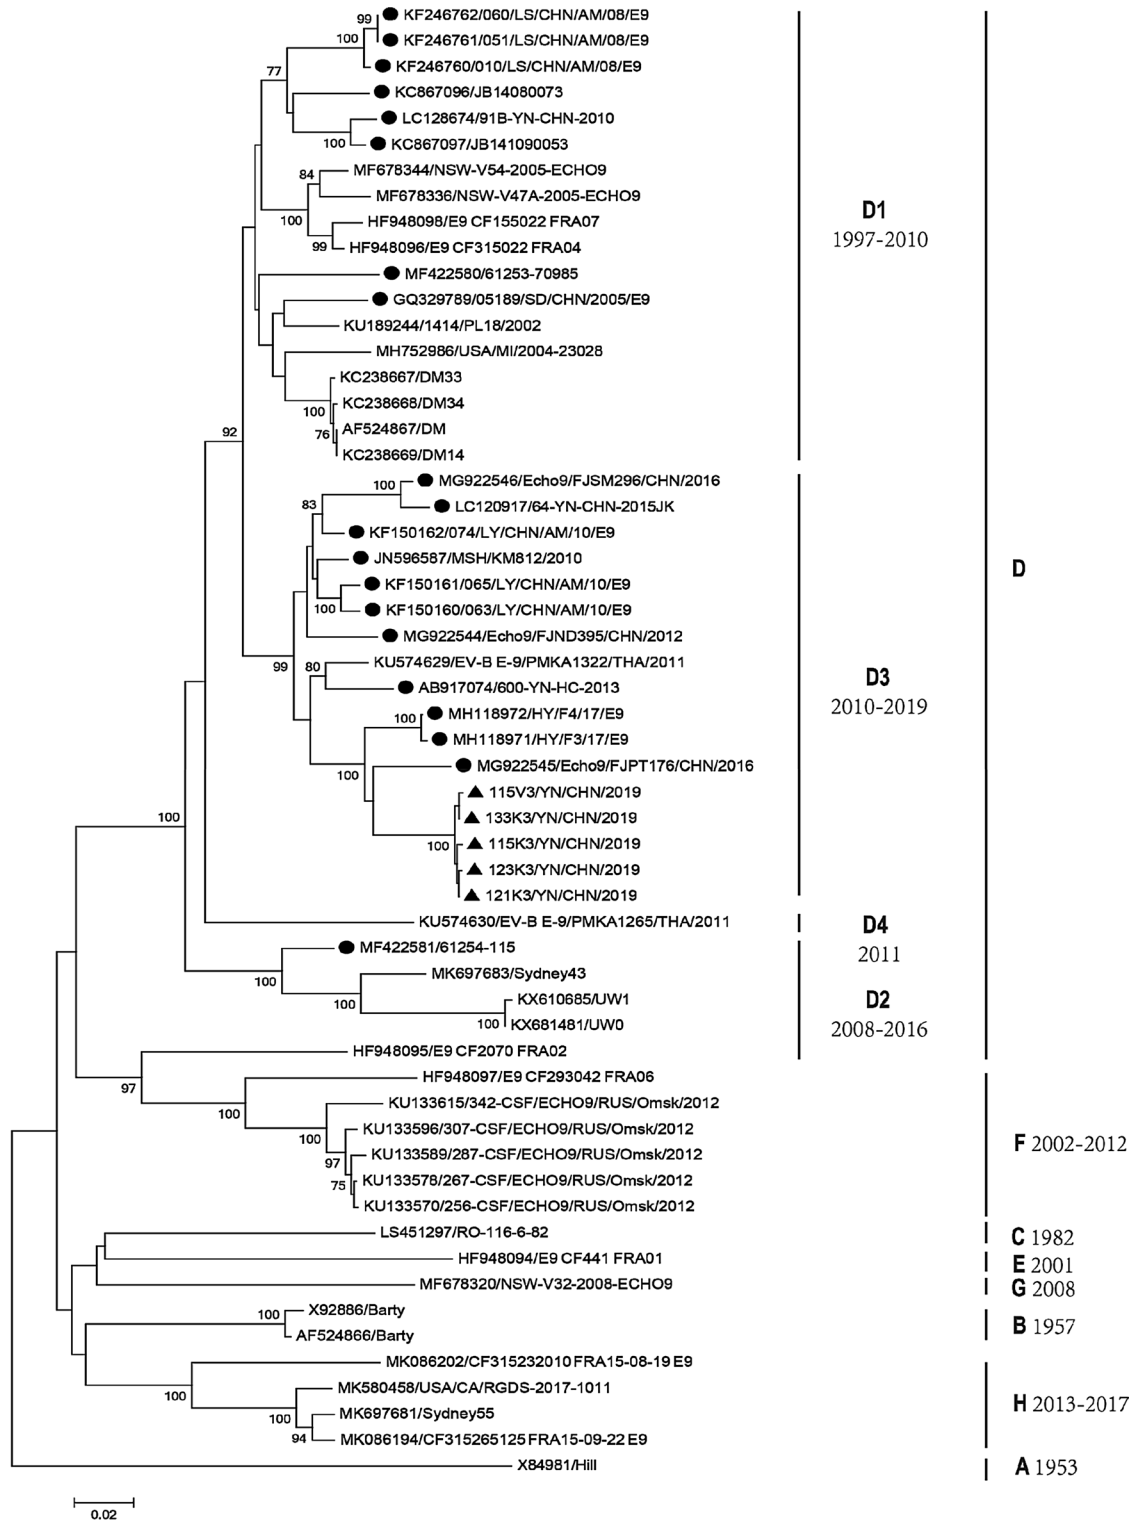 99
KF246762/060/LS/CHN/AM/08/E9
100
KF246761/051/LS/CHN/AM/08/E9
KF246760/010/LS/CHN/AM/08/E9
77
KC867096/JB14080073
LC128674/91B-YN-CHN-2010
100
KC867097/JB141090053
84
MF678344/NSW-V54-2005-ECHO9
MF678336/NSW-V47A-2005-ECHO9
100
HF948098/E9 CF155022 FRA07
99
HF948096/E9 CF315022 FRA04
D1
1997-2010
MF422580/61253-70985
GQ329789/05189/SD/CHN/2005/E9
KU189244/1414/PL18/2002
MH752986/USA/MI/2004-23028
KC238667/DM33
100
KC238668/DM34
76
AF524867/DM
KC238669/DM14
92
100
MG922546/Echo9/FJSM296/CHN/2016
83
LC120917/64-YN-CHN-2015JK
KF150162/074/LY/CHN/AM/10/E9
JN596587/MSH/KM812/2010
D
KF150161/065/LY/CHN/AM/10/E9
100
KF150160/063/LY/CHN/AM/10/E9
MG922544/Echo9/FJND395/CHN/2012
99
80
KU574629/EV-B E-9/PMKA1322/THA/2011
AB917074/600-YN-HC-2013
D3
2010-2019
100
MH118972/HY/F4/17/E9
MH118971/HY/F3/17/E9
100
MG922545/Echo9/FJPT176/CHN/2016
115V3/YN/CHN/2019
133K3/YN/CHN/2019
100
115K3/YN/CHN/2019
123K3/YN/CHN/2019
121K3/YN/CHN/2019
100
KU574630/EV-B E-9/PMKA1265/THA/2011
D4
2011
MF422581/61254-115
100
MK697683/Sydney43
100
KX610685/UW1
100
KX681481/UW0
D2
2008-2016
HF948095/E9 CF2070 FRA02
97
HF948097/E9 CF293042 FRA06
100
KU133615/342-CSF/ECHO9/RUS/Omsk/2012
100
KU133596/307-CSF/ECHO9/RUS/Omsk/2012
97
KU133589/287-CSF/ECHO9/RUS/Omsk/2012
75
KU133578/267-CSF/ECHO9/RUS/Omsk/2012
KU133570/256-CSF/ECHO9/RUS/Omsk/2012
F 2002-2012
LS451297/RO-116-6-82
C 1982
HF948094/E9 CF441 FRA01
E 2001
MF678320/NSW-V32-2008-ECHO9
G 2008
100
X92886/Barty
AF524866/Barty
B 1957
MK086202/CF315232010 FRA15-08-19 E9
100
MK580458/USA/CA/RGDS-2017-1011
100
MK697681/Sydney55
94
MK086194/CF315265125 FRA15-09-22 E9
H 2013-2017
X84981/Hill
A 1953
0.02